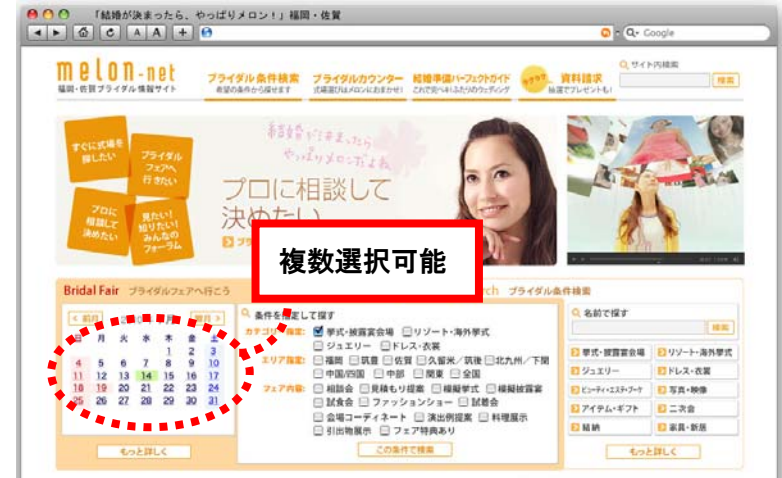 「結婚が決まったら、やっぱりメロン!」福岡・佐賀
A A +
Q- Google
melon-net
福岡・佐賀ブライダル情報サイト
ブライダル条件検索
希望の条件から探せます
ブライダルカウンター
式場選びはメロンにおまかせ!
結婚準備パーフェクトガイド
これで完ペキ!ふたりのウェディング
資料請求
抽選でプレゼントも!
サイト内検索
検索
すぐに式場を
探したい
ブライダル
フェアへ
行きたい
プロに
相談して
決めたい
見たい!
知りたい!
みんなの
フォーラム
結婚が決まったら
やっぱりメロンだよね
プロに相談して
決めたい
複数選択可能
Bridal Fair ブライダルフェアへ行こう
ブライダル条件検索
< 前月
月
翌月 >
日 月 火 水 木 金 土
1 2 3
4 5 6 7 8 9 10
11 12 13 14 15 16 17
18 19 20 21 22 23 24
25 26 27 28 29 30 31
もっと詳しく
条件を指定して探す
カテゴリ指定: 挙式・披露宴会場 リゾート・海外挙式
ジュエリー ドレス・衣裳
エリア指定: 福岡 筑豊 佐賀 久留米/筑後 北九州/下関
中国/四国 中部 関東 全国
フェア内容: 相談会 見積もり提案 模擬挙式 模擬披露宴
試食会 ファッションショー 試着会
会場コーディネート 演出例提案 料理展示
引出物展示 フェア特典あり
この条件で検索
名前で探す
検索
挙式・披露宴会場 リゾート・海外挙式
ジュエリー ドレス・衣裳
ビューティ・エステ・ブーケ 写真・映像
アイテム・ギフト 二次会
結納 家具・新居
もっと詳しく